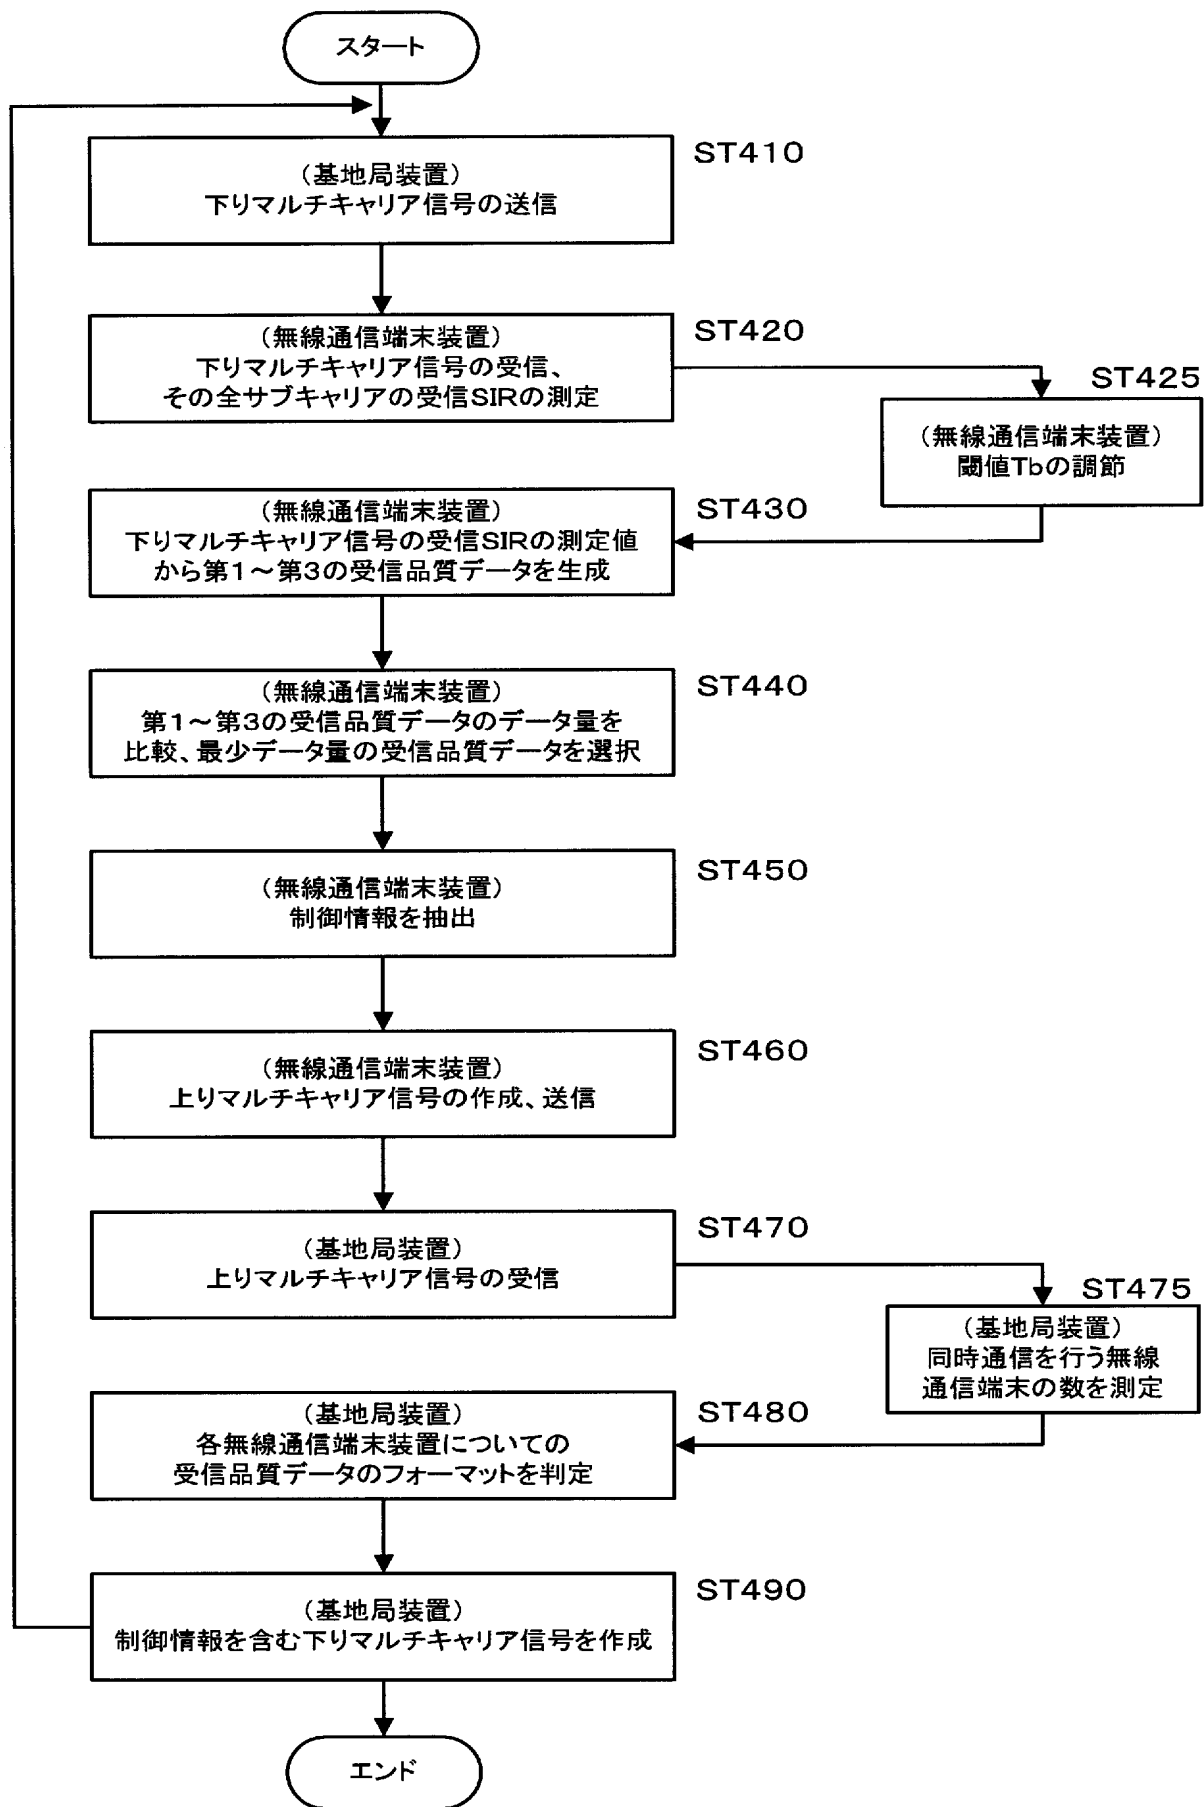 スタート
ST410
(基地局装置)
下りマルチキャリア信号の送信
ST420
(無線通信端末装置)
下りマルチキャリア信号の受信、
その全サブキャリアの受信SIRの測定
ST425
(無線通信端末装置)
閾値Tbの調節
ST430
(無線通信端末装置)
下りマルチキャリア信号の受信SIRの測定値
から第1~第3の受信品質データを生成
ST440
(無線通信端末装置)
第1~第3の受信品質データのデータ量を
比較、最少データ量の受信品質データを選択
ST450
(無線通信端末装置)
制御情報を抽出
ST460
(無線通信端末装置)
上りマルチキャリア信号の作成、送信
ST470
(基地局装置)
上りマルチキャリア信号の受信
ST475
(基地局装置)
同時通信を行う無線
通信端末の数を測定
ST480
(基地局装置)
各無線通信端末装置についての
受信品質データのフォーマットを判定
ST490
(基地局装置)
制御情報を含む下りマルチキャリア信号を作成
エンド